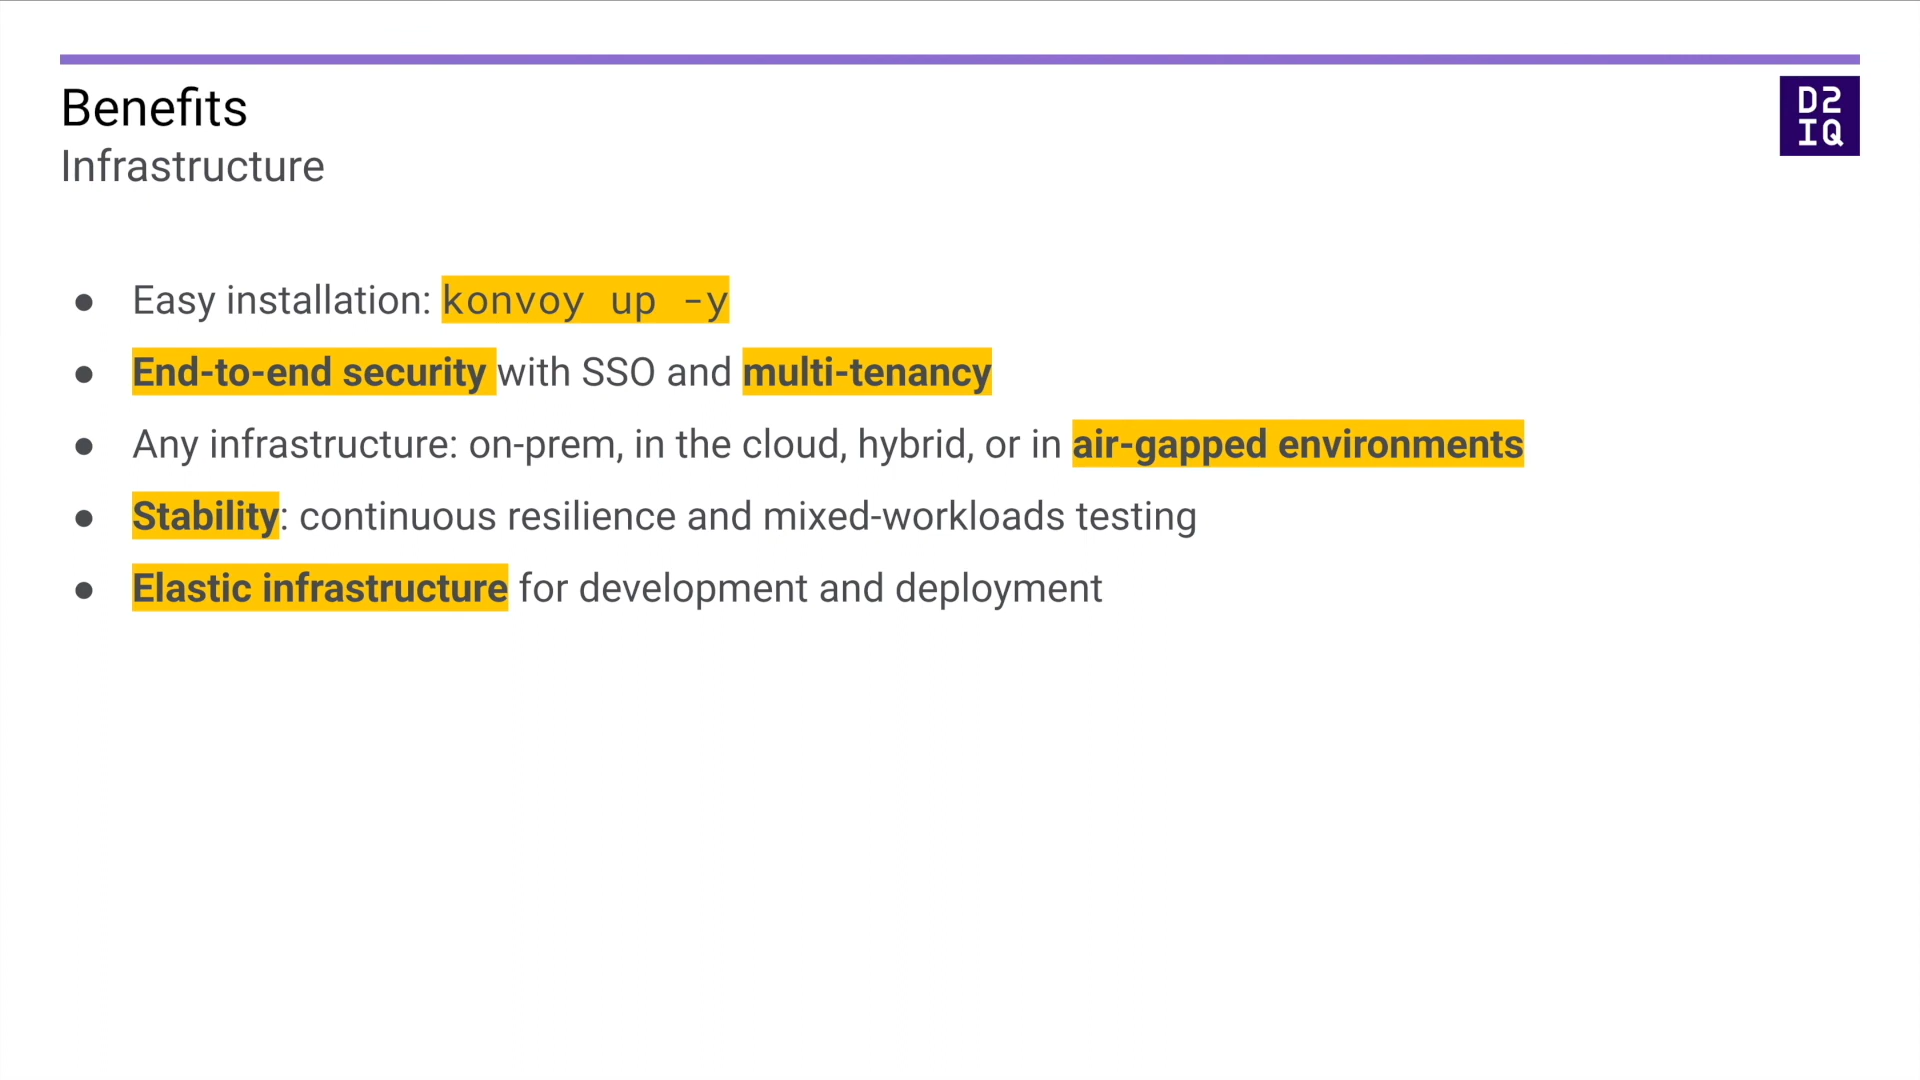 Benefits
Infrastructure
D2
IQ
● Easy installation: konvoy up -y
● End-to-end security with SSO and multi-tenancy
● Any infrastructure: on-prem, in the cloud, hybrid, or in air-gapped environments
● Stability: continuous resilience and mixed-workloads testing
● Elastic infrastructure for development and deployment